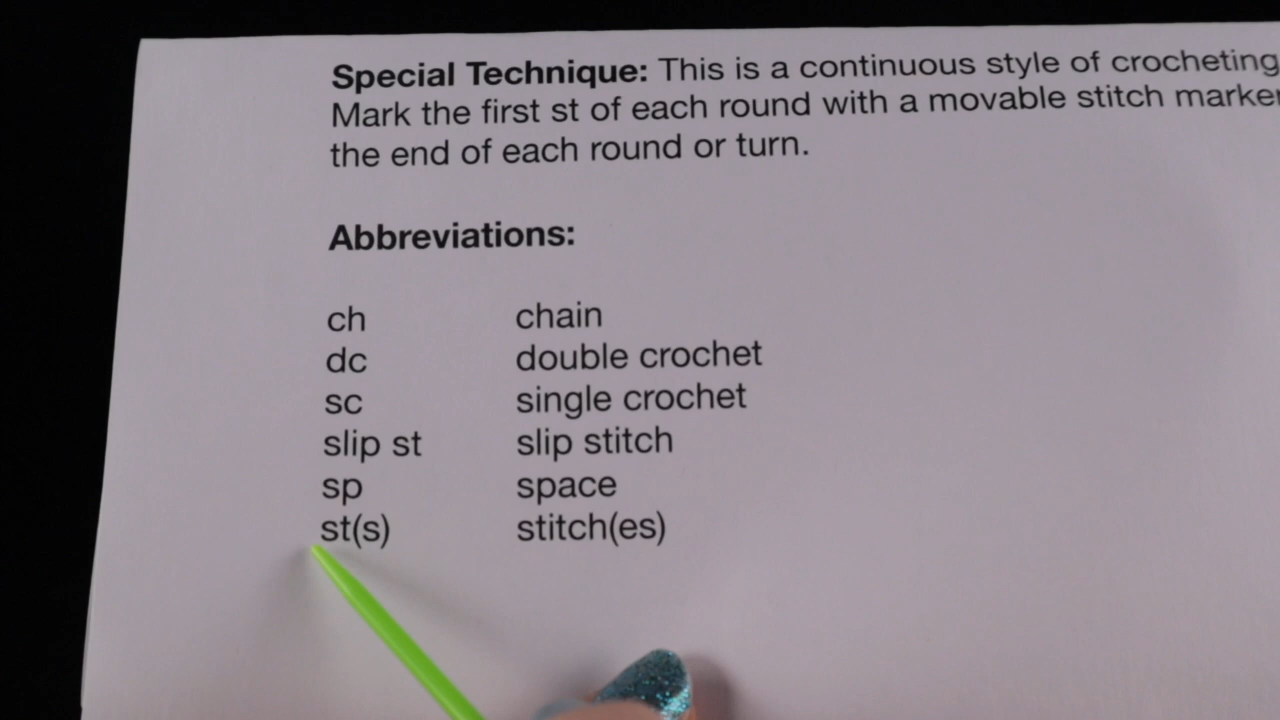 Special Technique: This is a continuous style of crocheting
Mark the first st of each round with a movable stitch marker
the end of each round or turn.
Abbreviations:
ch chain
dc double crochet
sc single crochet
slip st slip stitch
sp space
st(s) stitch(es)